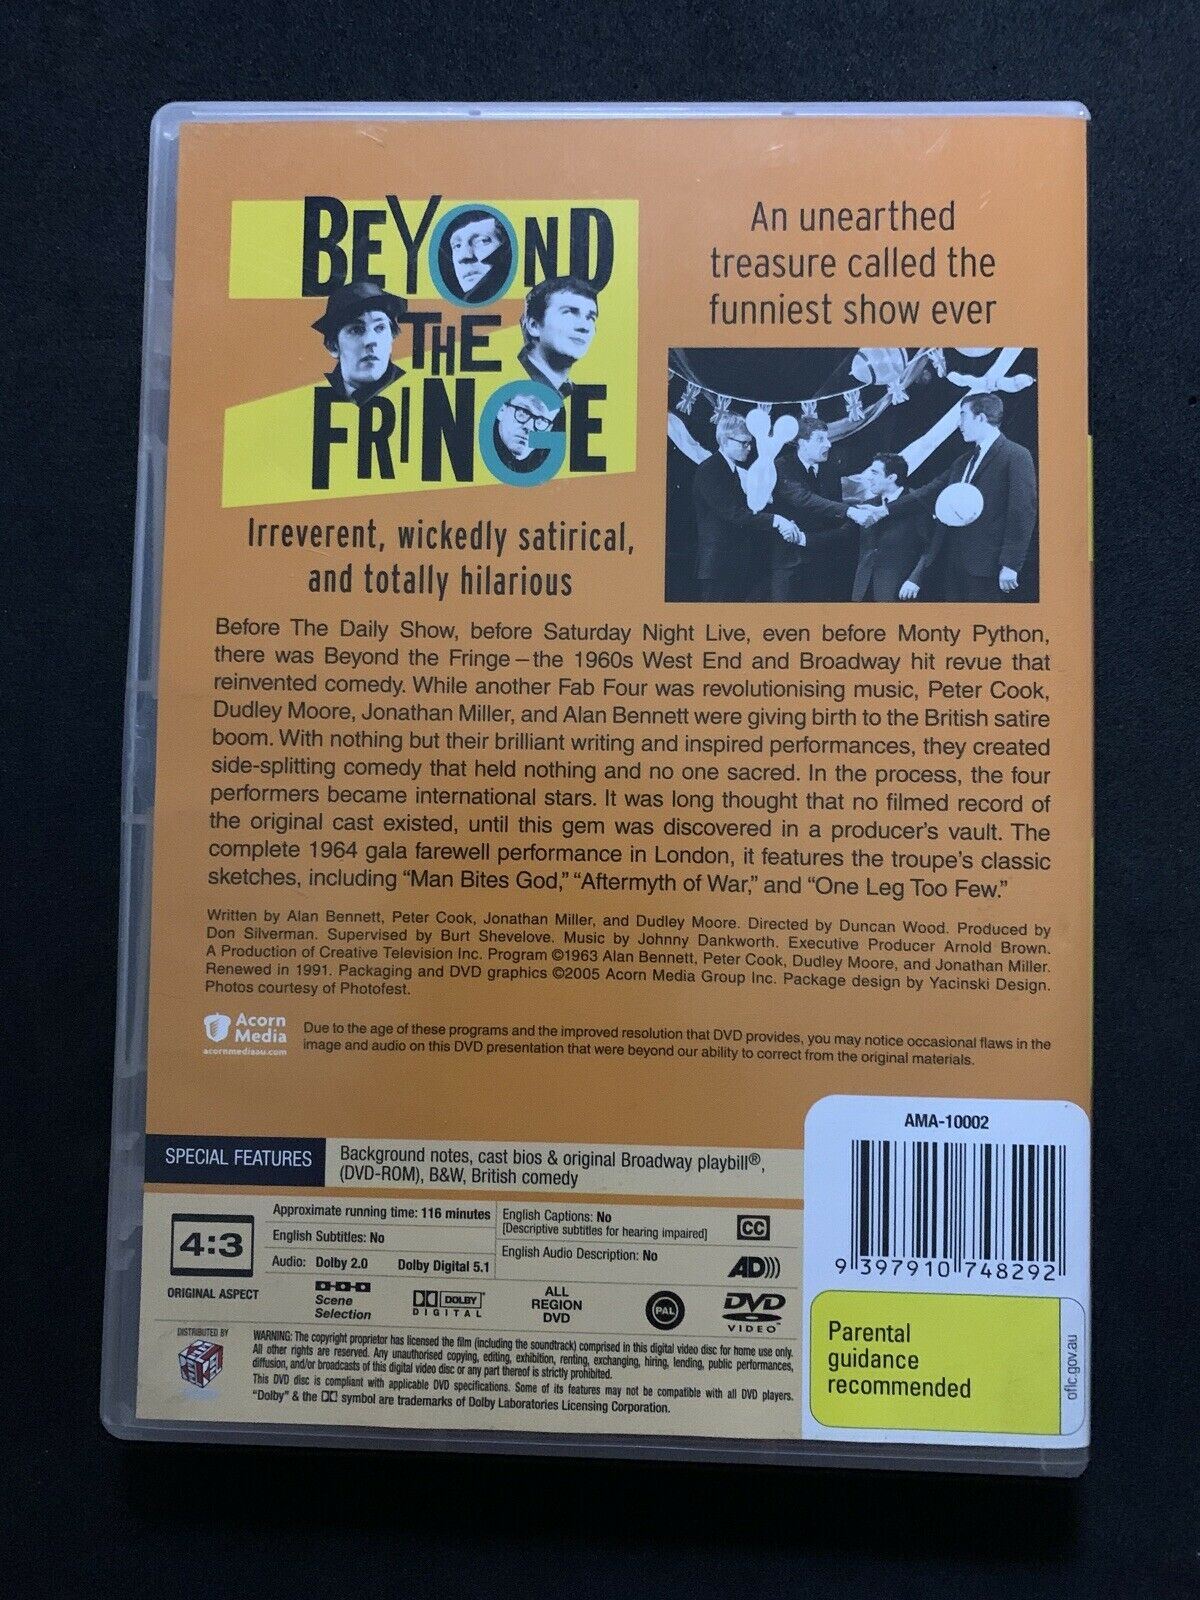 BEYOND
THE
FRINGE
An unearthed
treasure called the
funniest show ever
Irreverent, wickedly satirical,
and totally hilarious
Before The Daily Show, before Saturday Night Live, even before Monty Python,
there was Beyond the Fringe – the 1960s West End and Broadway hit revue that
reinvented comedy. While another Fab Four was revolutionising music, Peter Cook,
Dudley Moore, Jonathan Miller, and Alan Bennett were giving birth to the British satire
boom. With nothing but their brilliant writing and inspired performances, they created
side-splitting comedy that held nothing and no one sacred. In the process, the four
performers became international stars. It was long thought that no filmed record of
the original cast existed, until this gem was discovered in a producer's vault. The
complete 1964 gala farewell performance in London, it features the troupe's classic
sketches, including “Man Bites God,” “Aftermyth of War,” and “One Leg Too Few.”
Written by Alan Bennett, Peter Cook, Jonathan Miller, and Dudley Moore. Directed by Duncan Wood. Produced by
Don Silverman. Supervised by Burt Shevelove. Music by Johnny Dankworth. Executive Producer Arnold Brown.
A Production of Creative Television Inc. Program ©1963 Alan Bennett, Peter Cook, Dudley Moore, and Jonathan Miller.
Renewed in 1991. Packaging and DVD graphics ©2005 Acorn Media Group Inc. Package design by Yacinski Design.
Photos courtesy of Photofest.
Acorn
Media
acornmediaau.com
Due to the age of these programs and the improved resolution that DVD provides, you may notice occasional flaws in the
image and audio on this DVD presentation that were beyond our ability to correct from the original materials.
SPECIAL FEATURES
Background notes, cast bios & original Broadway playbill®,
(DVD-ROM), B&W, British comedy
4:3
ORIGINAL ASPECT
Approximate running time: 116 minutes
English Subtitles: No
Audio: Dolby 2.0 Dolby Digital 5.1
English Captions: No
[Descriptive subtitles for hearing impaired]
CC
English Audio Description: No
AD)))
Scene
Selection
DOLBY
DIGITAL
ALL
REGION
DVD
PAL
DVD
VIDEO™
DISTRIBUTED BY
WARNING: The copyright proprietor has licensed the film (including the soundtrack) comprised in this digital video disc for home use only.
All other rights are reserved. Any unauthorised copying, editing, exhibition, renting, exchanging, hiring, lending, public performances,
diffusion, and/or broadcasts of this digital video disc or any part thereof is strictly prohibited.
This DVD disc is compliant with applicable DVD specifications. Some of its features may not be compatible with all DVD players.
"Dolby" & the symbol are trademarks of Dolby Laboratories Licensing Corporation.
AMA-10002
9 397910 748292
Parental
guidance
recommended
oflc.gov.au